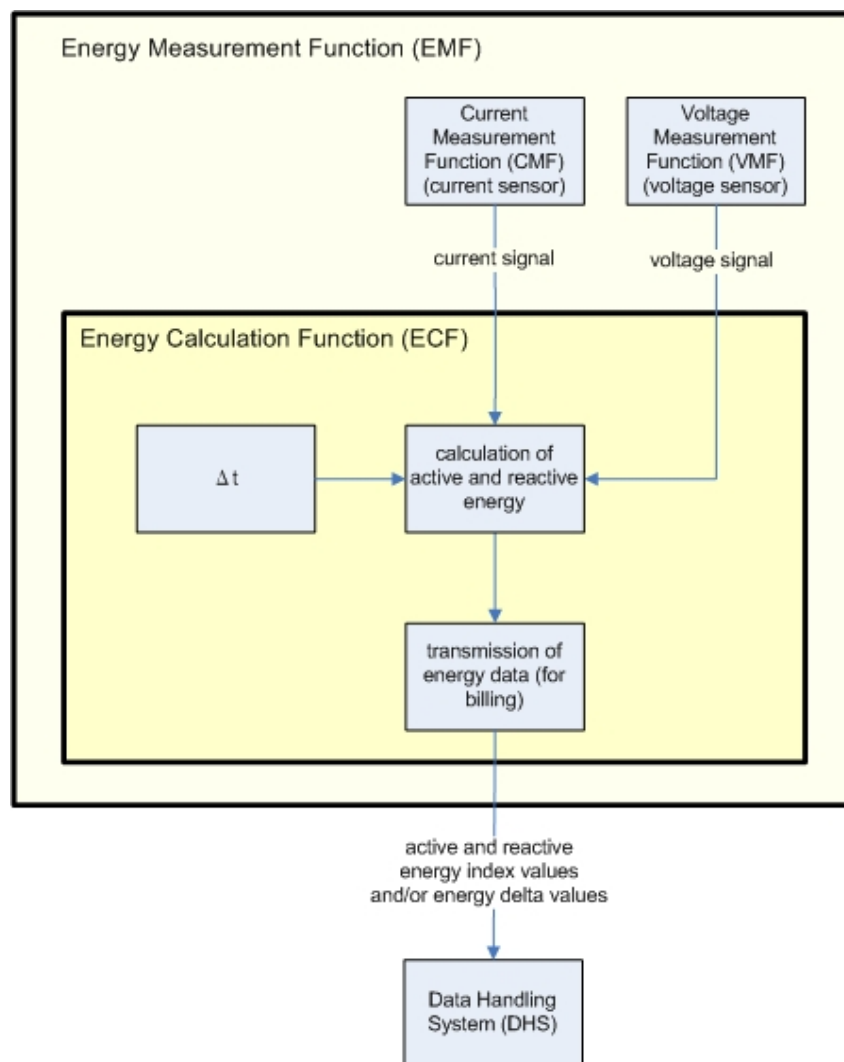 Energy Measurement Function (EMF)
Current
Measurement
Function (CMF)
(current sensor)
Voltage
Measurement
Function (VMF)
(voltage sensor)
current signal
voltage signal
Energy Calculation Function (ECF)
Δ t
calculation of
active and reactive
energy
transmission of
energy data (for
billing)
active and reactive
energy index values
and/or energy delta values
Data Handling
System (DHS)